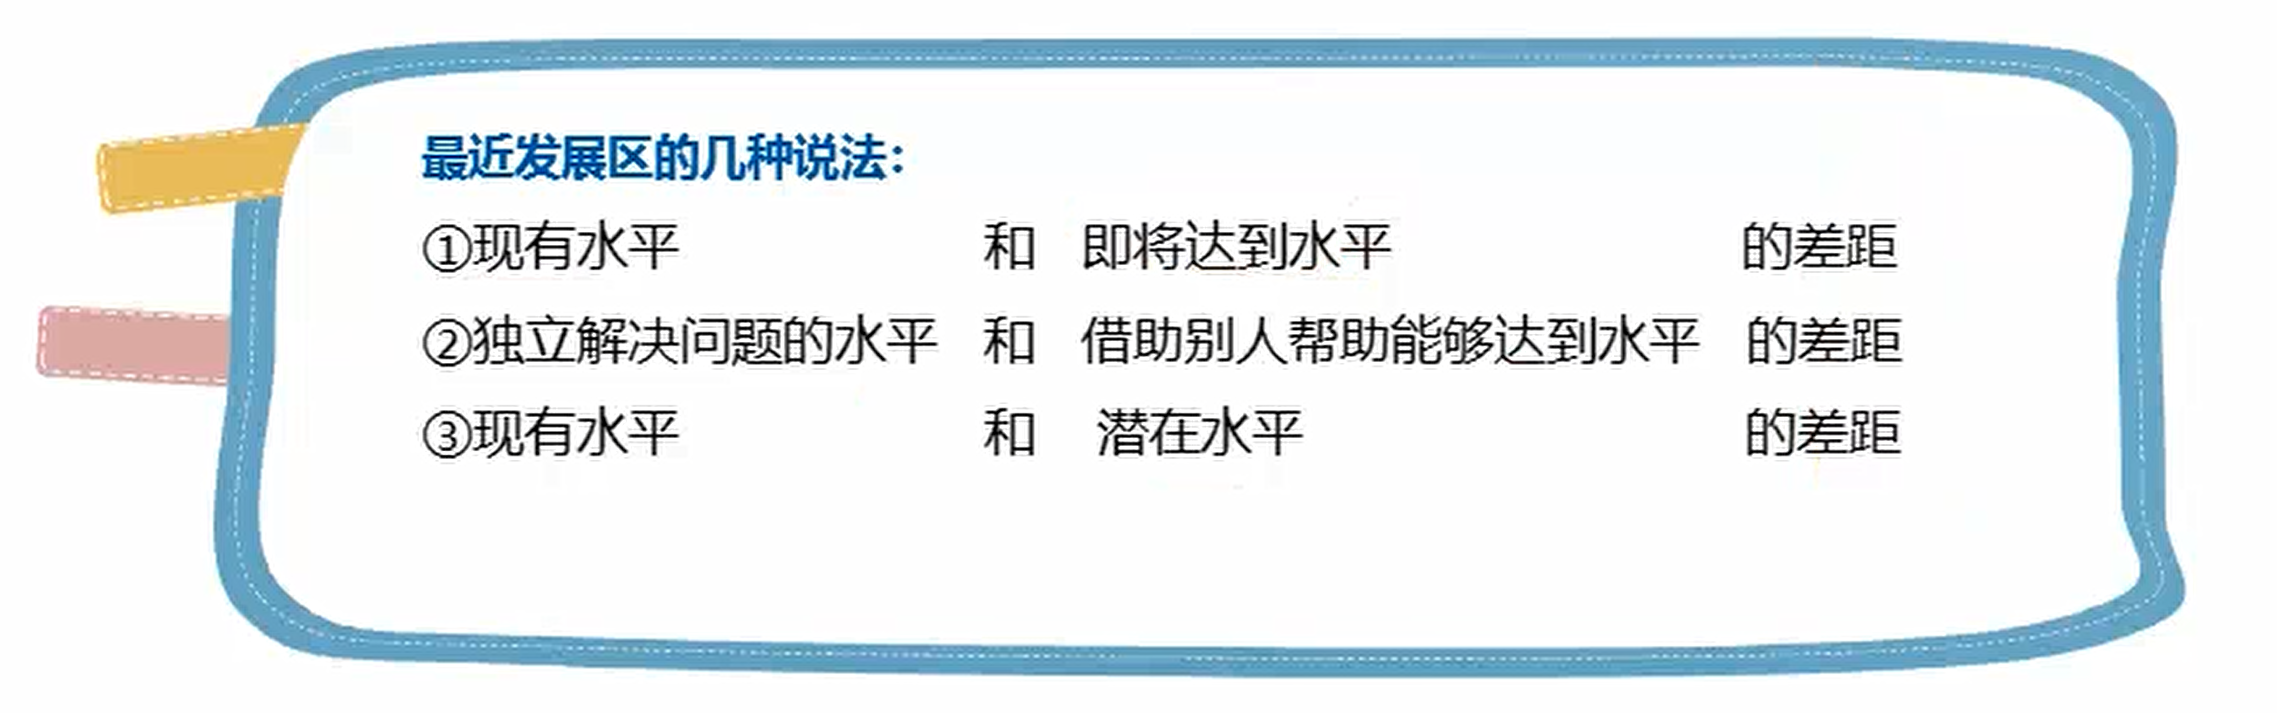 最近发展区的几种说法：
①现有水平 和 即将达到水平 的差距
②独立解决问题的水平 和 借助别人帮助能够达到水平 的差距
③现有水平 和 潜在水平 的差距